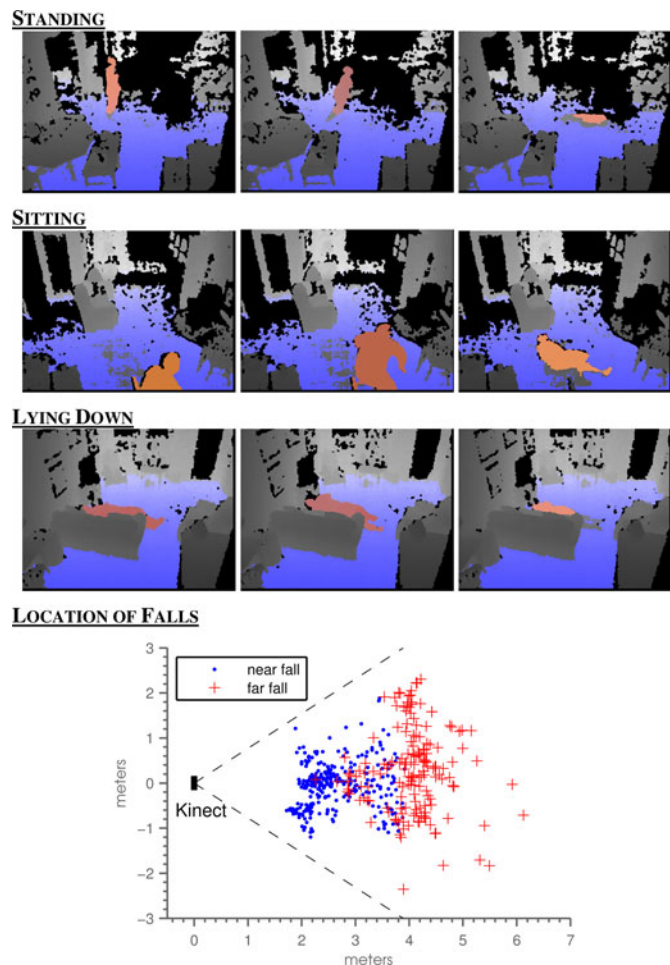 STANDING
SITTING
LYING DOWN
LOCATION OF FALLS
near fall
far fall
3
2
1
0
-1
-2
-3
meters
Kinect
0 1 2 3 4 5 6 7
meters